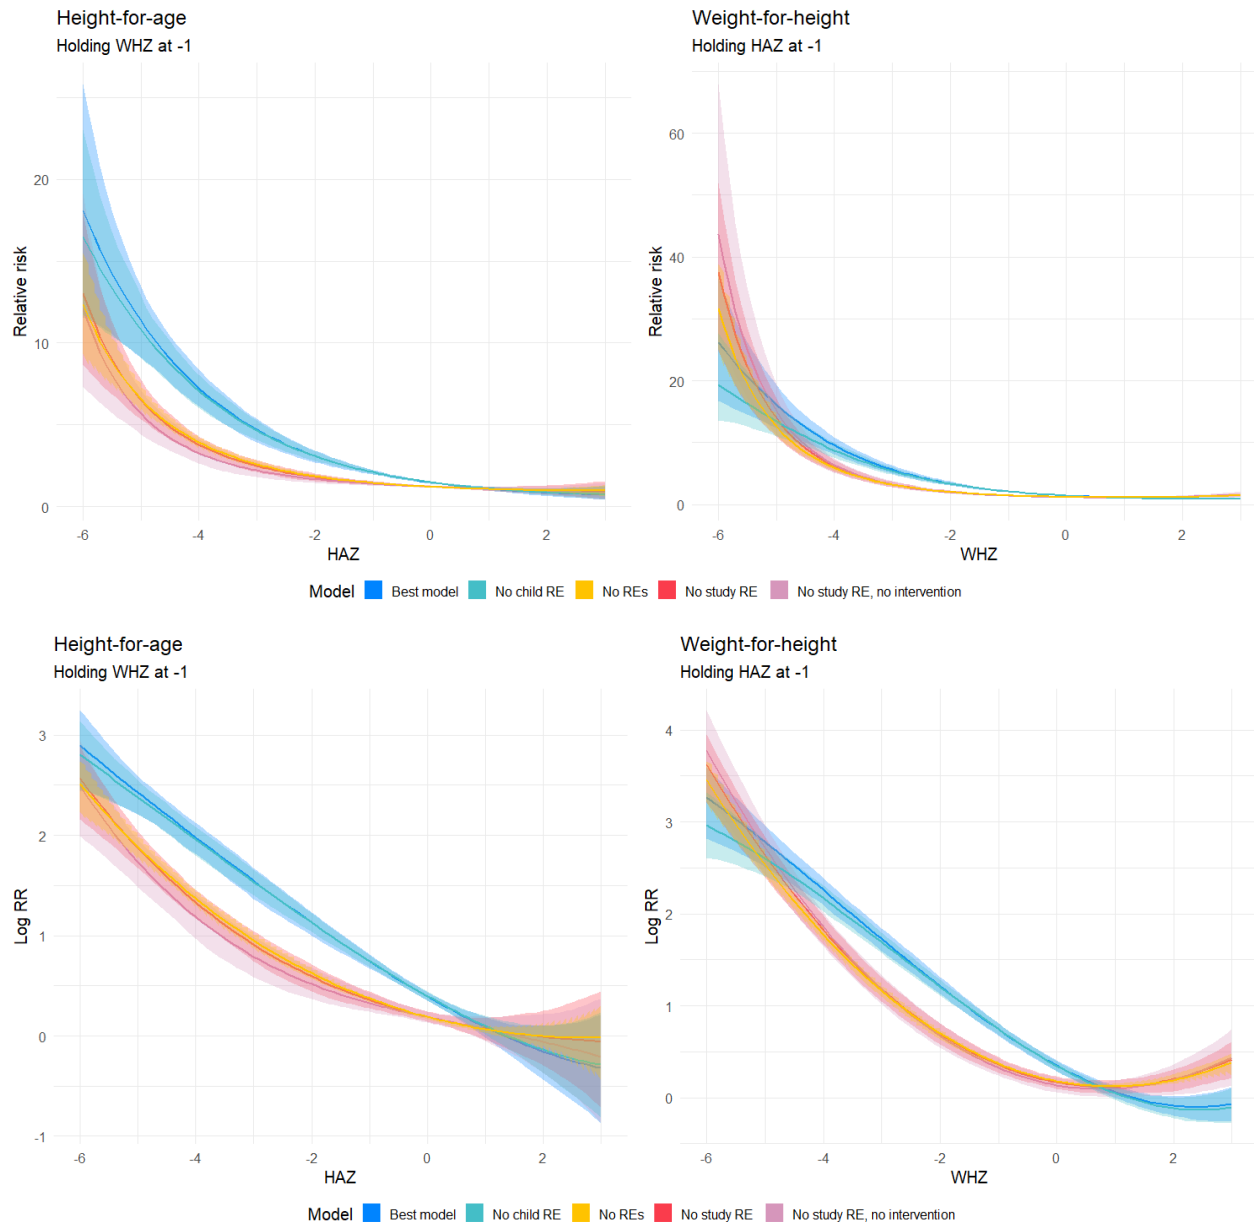 Height-for-age
Holding WHZ at -1
20
10
0
Relative risk
-6 -4 -2 0 2
HAZ
Weight-for-height
Holding HAZ at -1
60
40
20
0
Relative risk
-6 -4 -2 0 2
WHZ
Model Best model No child RE No REs No study RE No study RE, no intervention
Height-for-age
Holding WHZ at -1
3
2
1
0
-1
Log RR
-6 -4 -2 0 2
HAZ
Weight-for-height
Holding HAZ at -1
4
3
2
1
0
Log RR
-6 -4 -2 0 2
WHZ
Model Best model No child RE No REs No study RE No study RE, no intervention